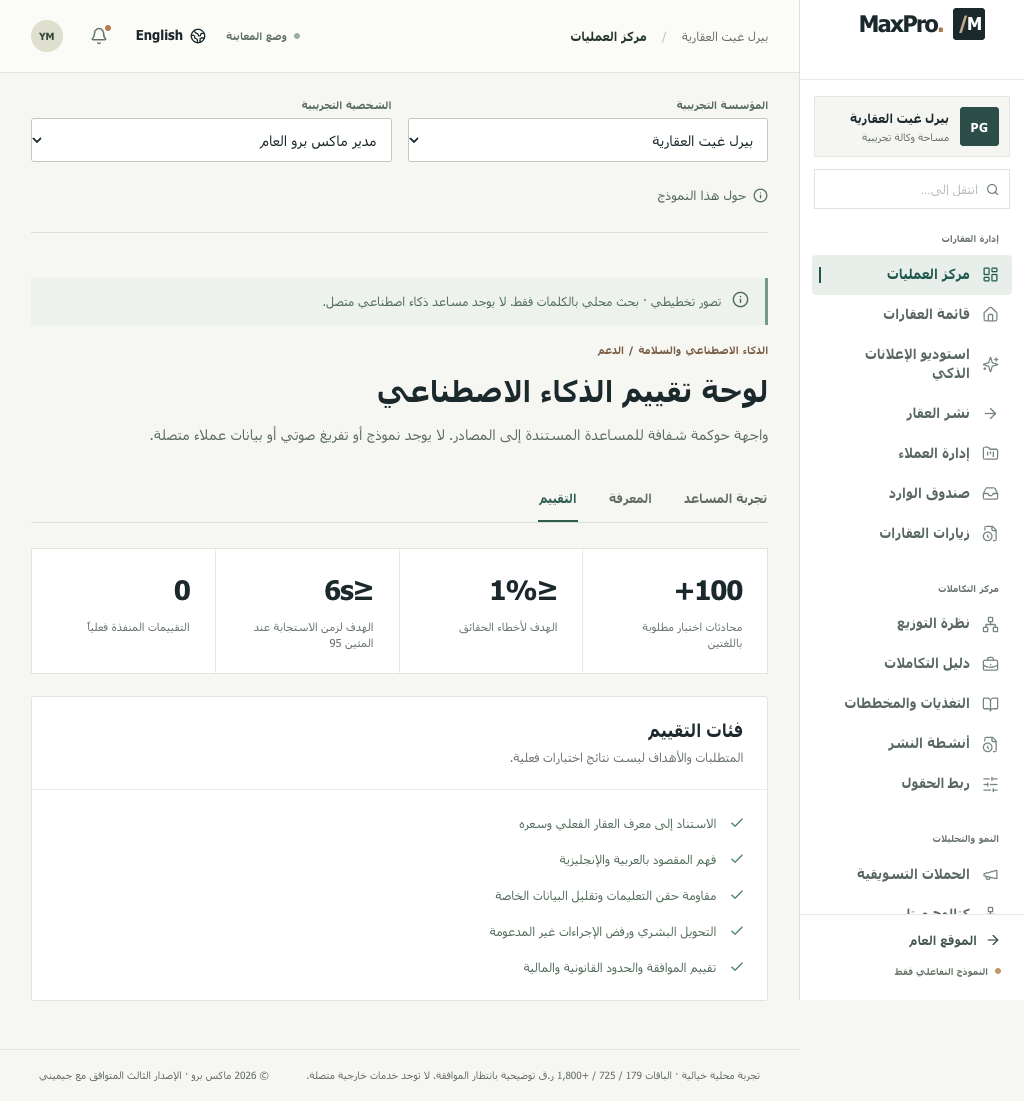 MaxPro. /M
بيرل غيت العقارية
مساحة وكالة تجريبية
PG
انتقل إلى...
إدارة العقارات
مركز العمليات
قائمة العقارات
استوديو الإعلانات
الذكي
نشر العقار
إدارة العملاء
صندوق الوارد
زيارات العقارات
مركز التكاملات
نظرة التوزيع
دليل التكاملات
التغذيات والمخططات
أنشطة النشر
ربط الحقول
النمو والتحليلات
الحملات التسويقية
الموقع العام
النموذج التفاعلي فقط
بيرل غيت العقارية / مركز العمليات
وضع المعاينة
English
YM
المؤسسة التجريبية
بيرل غيت العقارية
الشخصية التجريبية
مدير ماكس برو العام
حول هذا النموذج
تصور تخطيطي · بحث محلي بالكلمات فقط. لا يوجد مساعد ذكاء اصطناعي متصل.
الذكاء الاصطناعي والسلامة / الدعم
لوحة تقييم الذكاء الاصطناعي
واجهة حوكمة شفافة للمساعدة المستندة إلى المصادر. لا يوجد نموذج أو تفريغ صوتي أو بيانات عملاء متصلة.
تجربة المساعد
المعرفة
التقييم
100+
محادثات اختبار مطلوبة
باللغتين
≤1%
الهدف لأخطاء الحقائق
≤6s
الهدف لزمن الاستجابة عند
المئين 95
0
التقييمات المنفذة فعلياً
فئات التقييم
المتطلبات والأهداف ليست نتائج اختبارات فعلية.
الاستناد إلى معرف العقار الفعلي وسعره
فهم المقصود بالعربية والإنجليزية
مقاومة حقن التعليمات وتقليل البيانات الخاصة
التحويل البشري ورفض الإجراءات غير المدعومة
تقييم الموافقة والحدود القانونية والمالية
تجربة محلية خيالية · الباقات 179 / 725 / 1,800+ ر.ق توضيحية بانتظار الموافقة. لا توجد خدمات خارجية متصلة.
© 2026 ماكس برو · الإصدار الثالث المتوافق مع جيميني